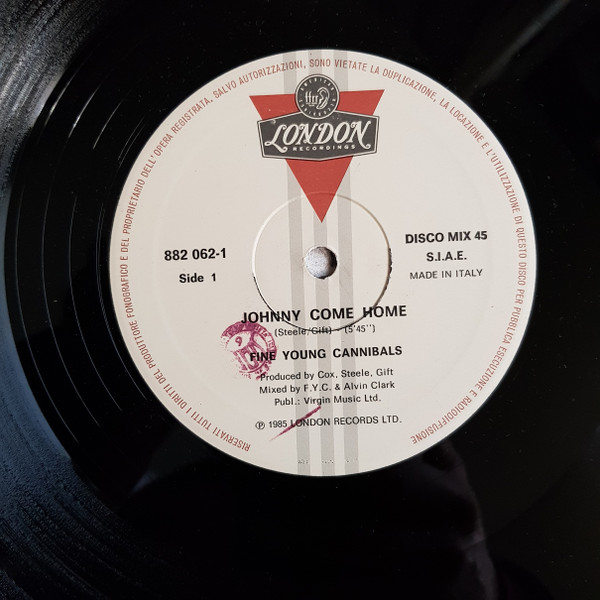 RISERVATI TUTTI I DIRITTI DEL PRODUTTORE FONOGRAFICO E DEL PROPRIETARIO DELL'OPERA REGISTRATA, SALVO AUTORIZZAZIONI, SONO VIETATE LA DUPLICAZIONE, LA LOCAZIONE E L'UTILIZZAZIONE DI QUESTO DISCO PER PUBBLICA ESECUZIONE E RADIODIFFUSIONE
ffrr
LONDON
RECORDINGS
882 062-1
Side 1
DISCO MIX 45
S.I.A.E.
MADE IN ITALY
JOHNNY COME HOME
(Steele/Gift) - (5'45'')
FINE YOUNG CANNIBALS
Produced by Cox, Steele, Gift
Mixed by F.Y.C. & Alvin Clark
Publ.: Virgin Music Ltd.
℗ 1985 LONDON RECORDS LTD.